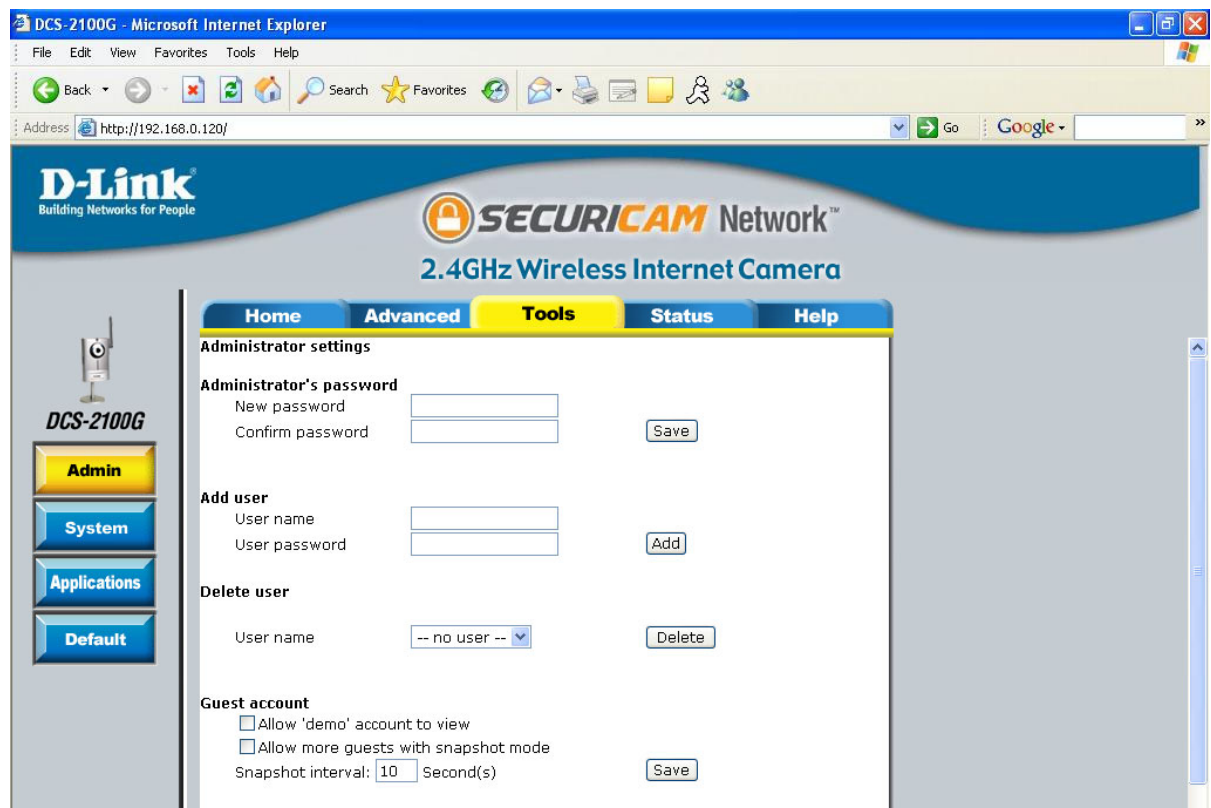 DCS-2100G - Microsoft Internet Explorer
File Edit View Favorites Tools Help
Back Search Favorites
Address http://192.168.0.120/ Go Google
D-Link
Building Networks for People
SECURICAM Network™
2.4GHz Wireless Internet Camera
Home Advanced Tools Status Help
DCS-2100G
Admin
System
Applications
Default
Administrator settings
Administrator's password
New password
Confirm password Save
Add user
User name
User password Add
Delete user
User name -- no user -- Delete
Guest account
Allow 'demo' account to view
Allow more guests with snapshot mode
Snapshot interval: 10 Second(s) Save